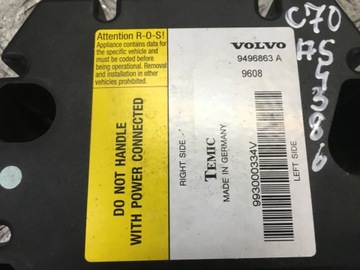 Attention R-O-S!
Appliance contains data for
the specific vehicle and
must be coded before
being operational. Removal
and installation in other
vehicles prohibited.
DO NOT HANDLE
WITH POWER CONNECTED
VOLVO
9496863 A
9608
RIGHT SIDE
TEMIC
MADE IN GERMANY
993000334V
LEFT SIDE
C70
AS4386